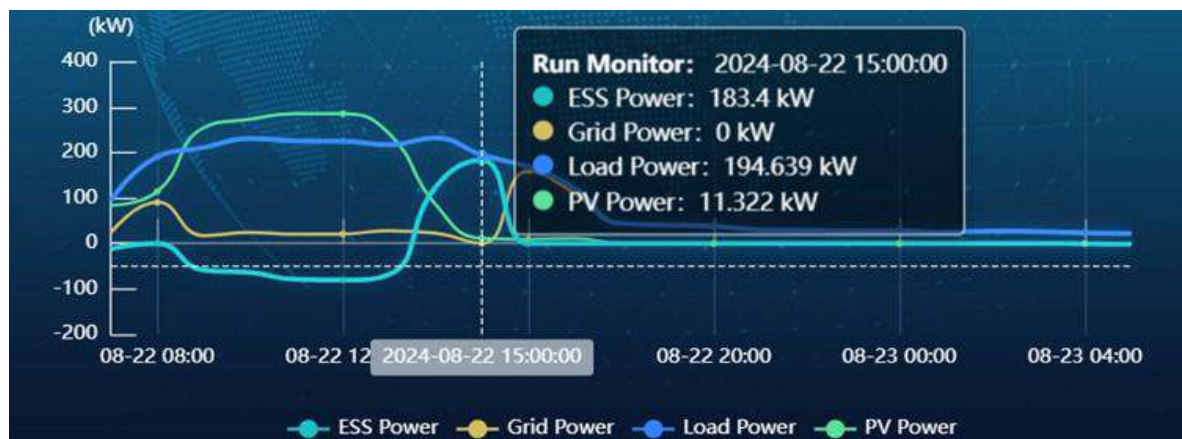 (kW)
400
300
200
100
0
-100
-200
Run Monitor: 2024-08-22 15:00:00
ESS Power: 183.4 kW
Grid Power: 0 kW
Load Power: 194.639 kW
PV Power: 11.322 kW
08-22 08:00 08-22 12 2024-08-22 15:00:00 08-22 20:00 08-23 00:00 08-23 04:00
ESS Power Grid Power Load Power PV Power